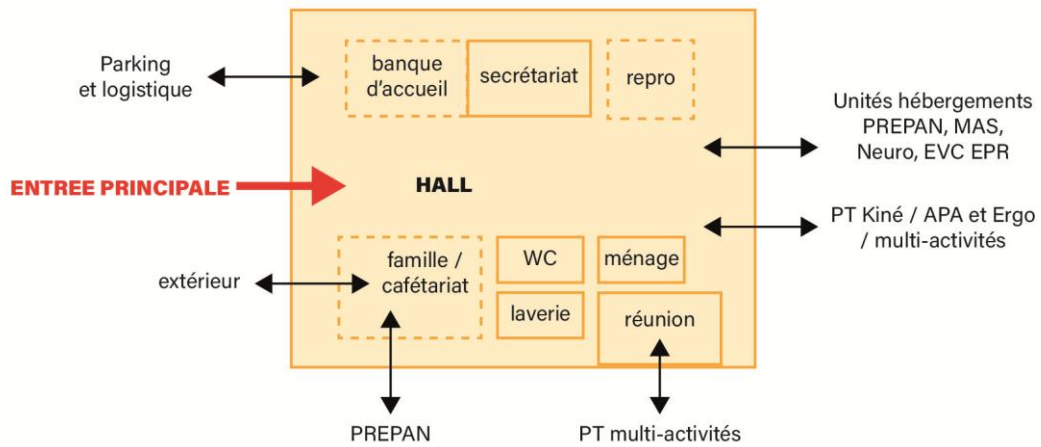 Parking
et logistique
banque
d'accueil
secrétariat
repro
Unités hébergements
PREPAN, MAS,
Neuro, EVC EPR
ENTREE PRINCIPALE
HALL
PT Kiné / APA et Ergo
/ multi-activités
extérieur
famille /
cafétariat
WC
ménage
laverie
réunion
PREPAN
PT multi-activités